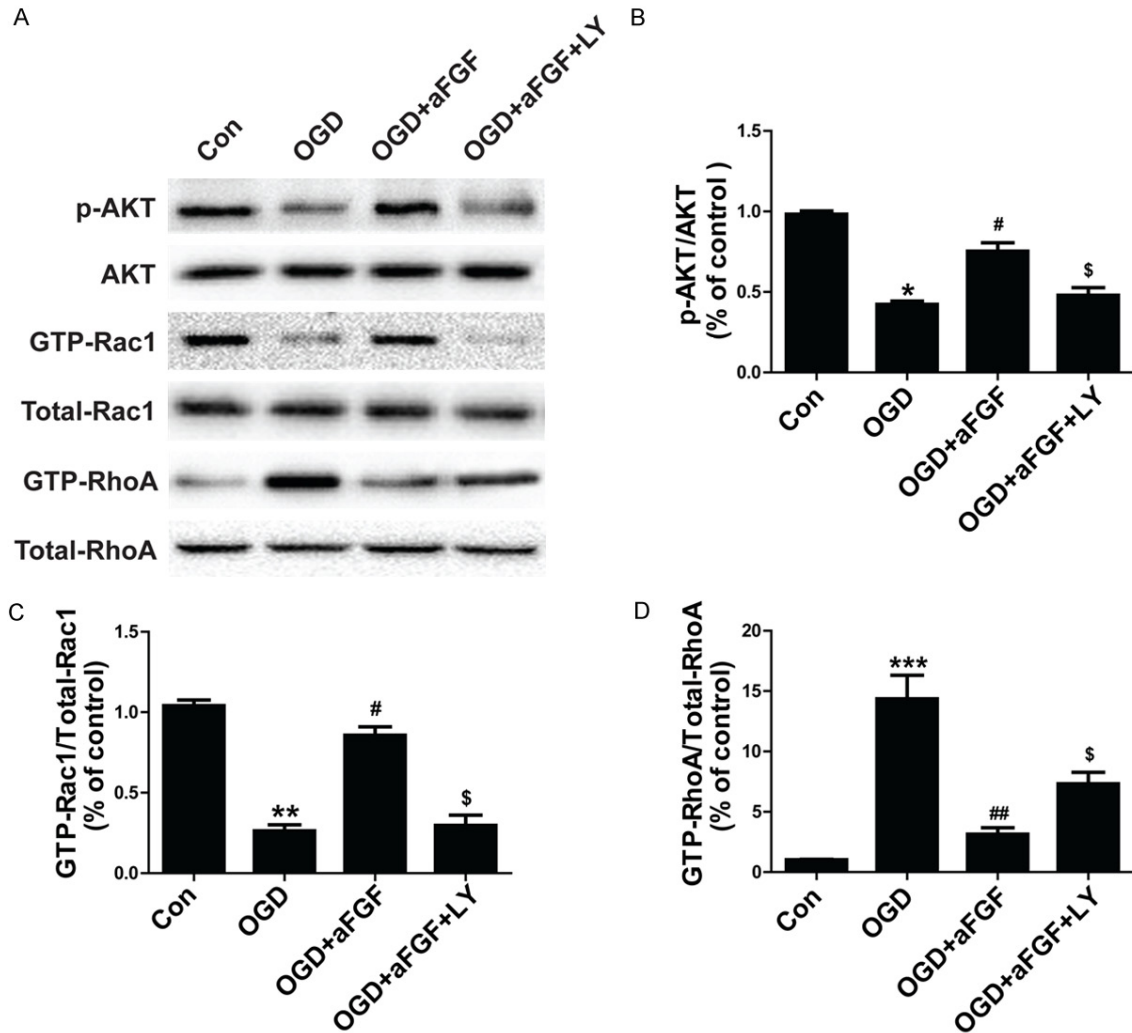 A
Con
OGD
OGD+aFGF
OGD+aFGF+LY
p-AKT
AKT
GTP-Rac1
Total-Rac1
GTP-RhoA
Total-RhoA
B
p-AKT/AKT
(% of control )
1.5
1.0
0.5
0.0
*
#
$
Con
OGD
OGD+aFGF
OGD+aFGF+LY
C
GTP-Rac1/Total-Rac1
(% of control)
1.5
1.0
0.5
0.0
**
#
$
Con
OGD
OGD+aFGF
OGD+aFGF+LY
D
GTP-RhoA/Total-RhoA
(% of control)
20
15
10
5
0
***
##
$
Con
OGD
OGD+aFGF
OGD+aFGF+LY